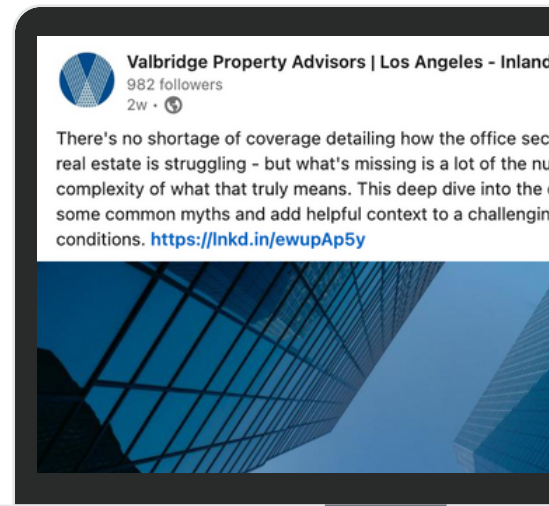 Valbridge Property Advisors | Los Angeles - Inland
982 followers
2w •
There's no shortage of coverage detailing how the office sec
real estate is struggling - but what's missing is a lot of the nu
complexity of what that truly means. This deep dive into the
some common myths and add helpful context to a challengin
conditions. https://lnkd.in/ewupAp5y